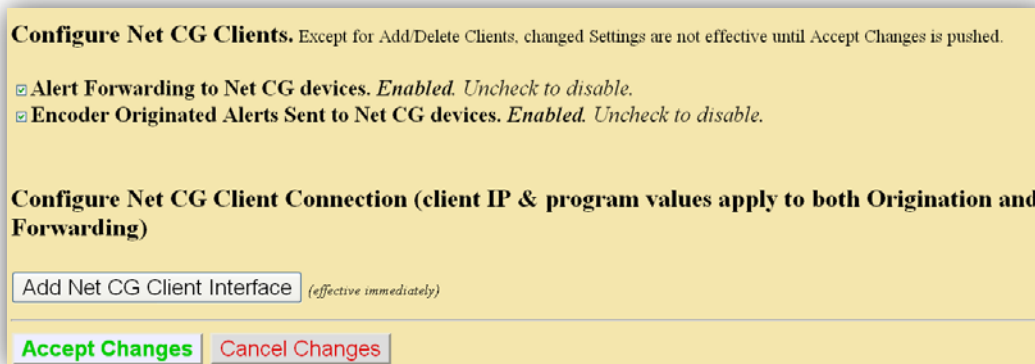 Configure Net CG Clients. Except for Add/Delete Clients, changed Settings are not effective until Accept Changes is pushed.
Alert Forwarding to Net CG devices. Enabled. Uncheck to disable.
Encoder Originated Alerts Sent to Net CG devices. Enabled. Uncheck to disable.
Configure Net CG Client Connection (client IP & program values apply to both Origination and
Forwarding)
Add Net CG Client Interface (effective immediately)
Accept Changes Cancel Changes